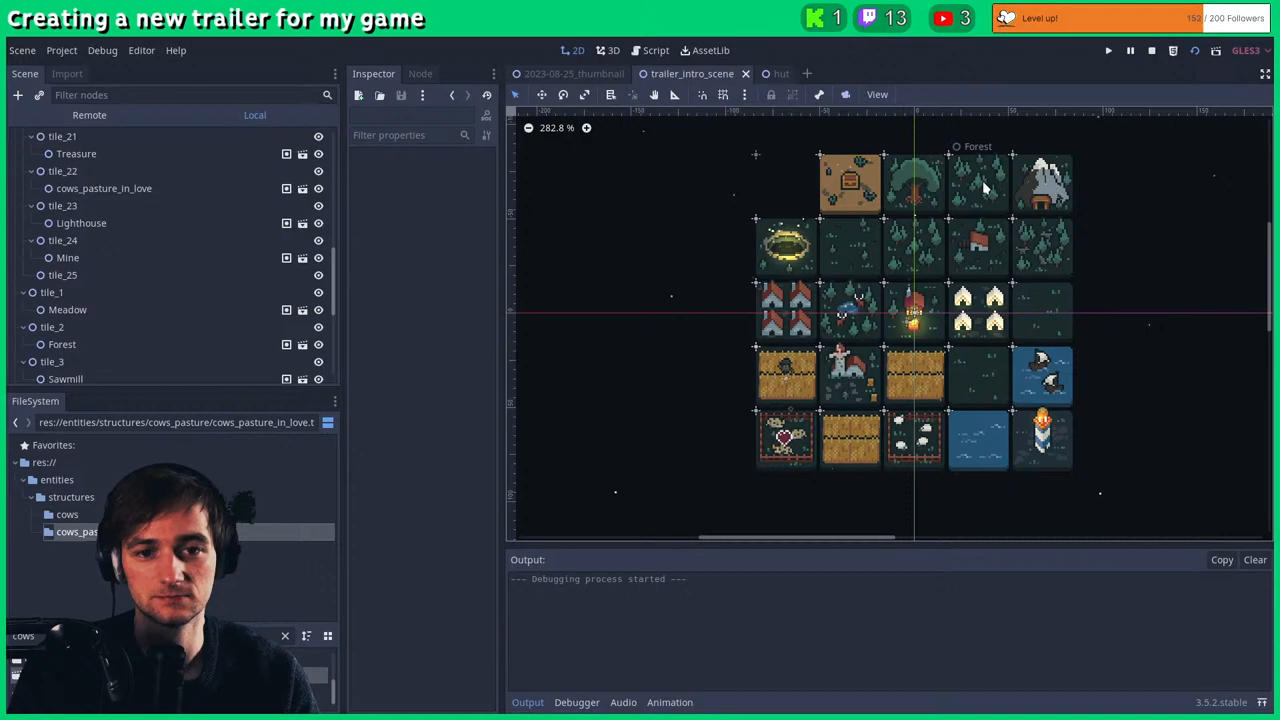 Creating a new trailer for my game
1
13
3
Level up!
152 / 200 Followers
Scene
Project
Debug
Editor
Help
2D
3D
Script
AssetLib
GLES3
Scene
Import
Filter nodes
Remote
Local
tile_21
Treasure
tile_22
cows_pasture_in_love
tile_23
Lighthouse
tile_24
Mine
tile_25
tile_1
Meadow
tile_2
Forest
tile_3
Sawmill
FileSystem
res://entities/structures/cows_pasture/cows_pasture_in_love.t
Favorites:
res://
entities
structures
cows
cows_pas
cows
Inspector
Node
Filter properties
2023-08-25_thumbnail
trailer_intro_scene
hut
View
282.8 %
Forest
Output:
Copy
Clear
--- Debugging process started ---
Output
Debugger
Audio
Animation
3.5.2.stable